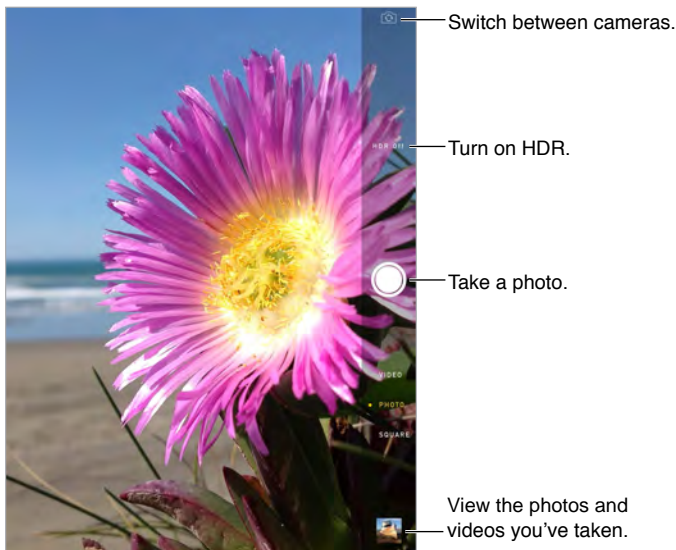 Switch between cameras.
HDR Off
Turn on HDR.
Take a photo.
VIDEO
PHOTO
SQUARE
View the photos and
videos you've taken.